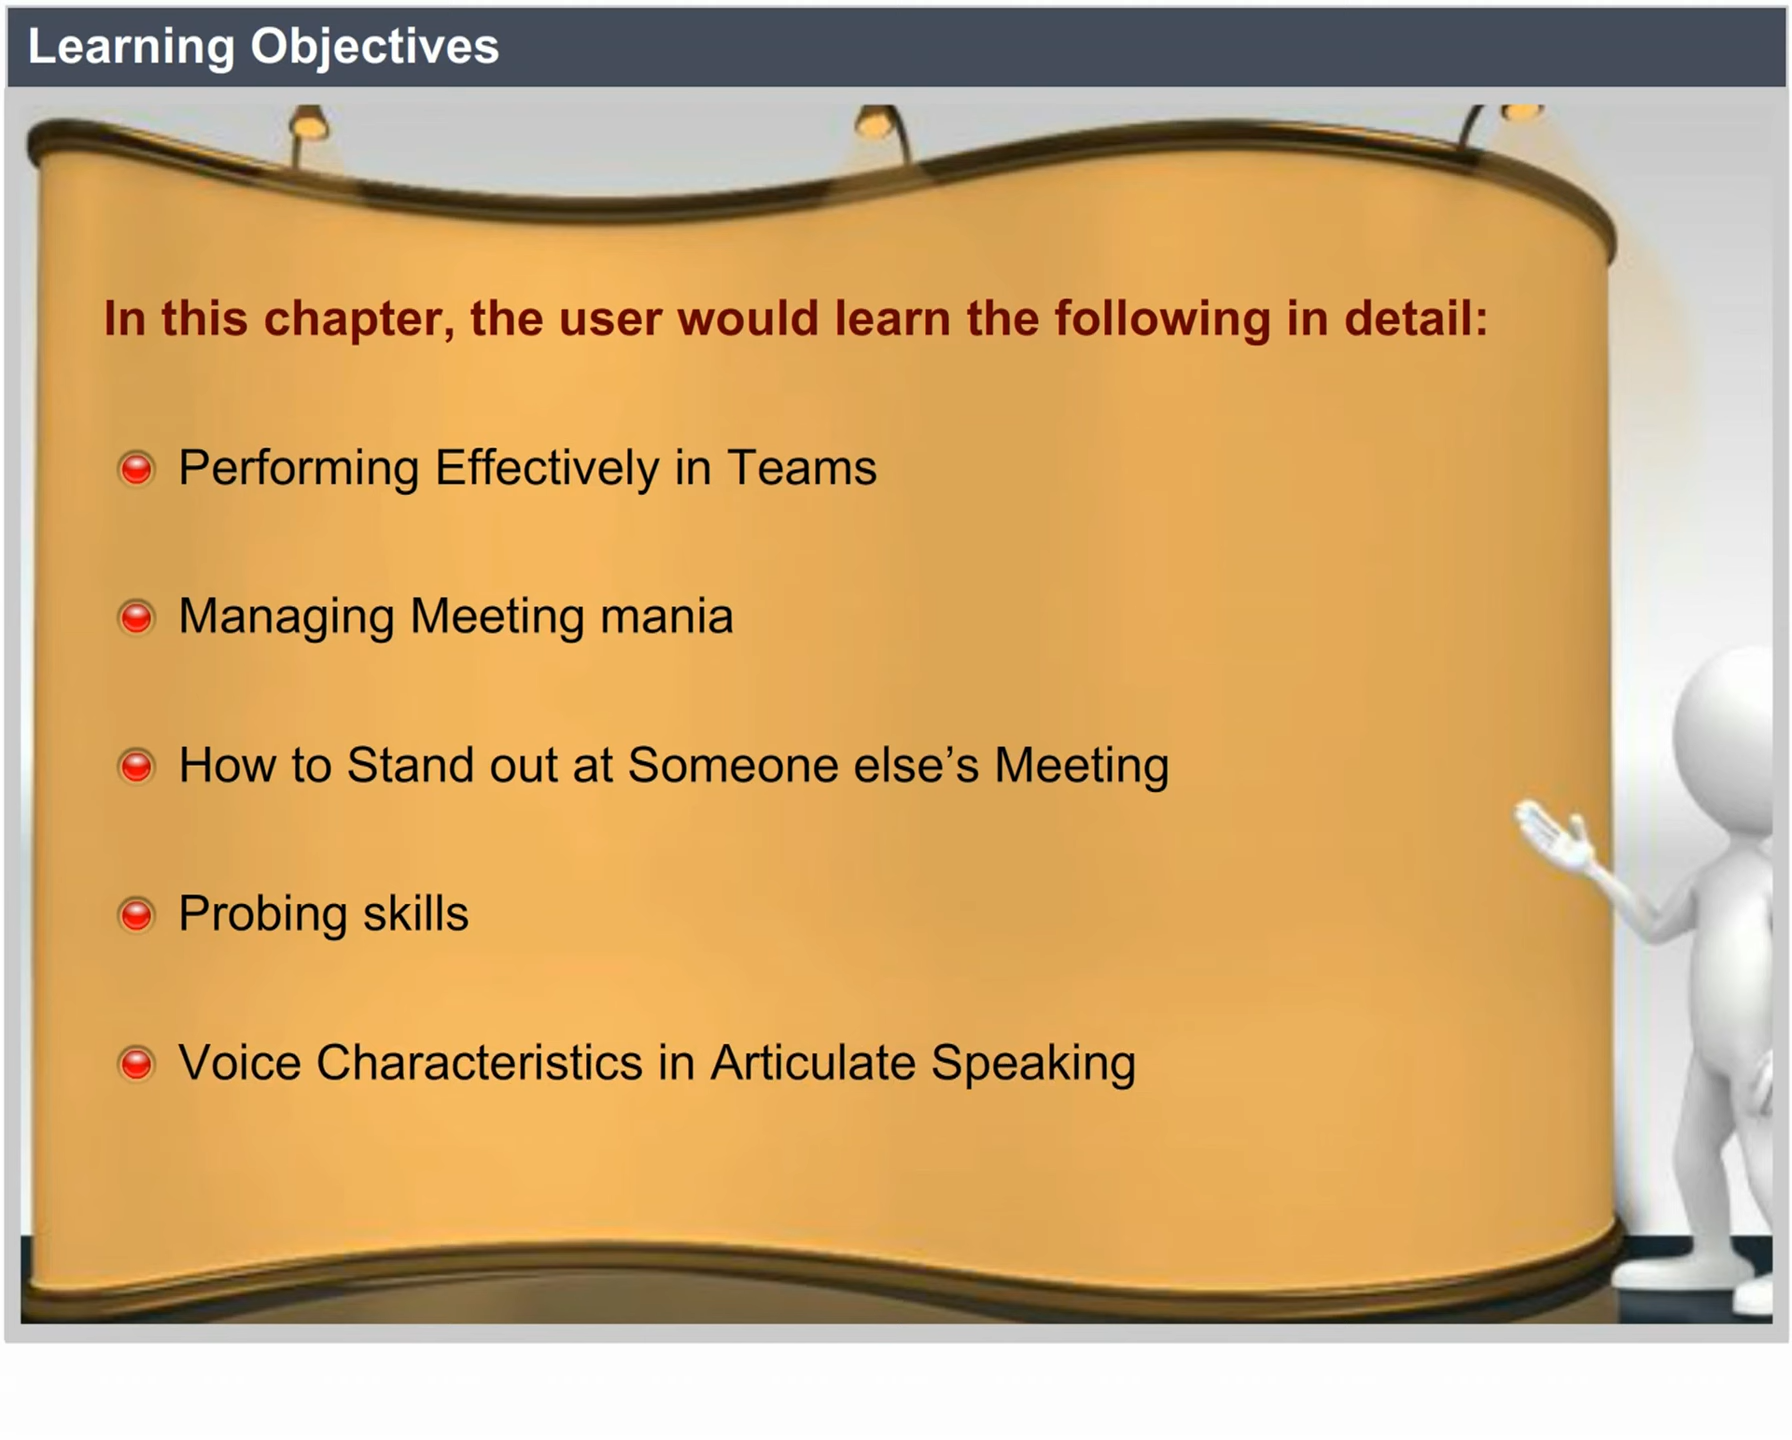 Learning Objectives
In this chapter, the user would learn the following in detail:
Performing Effectively in Teams
Managing Meeting mania
How to Stand out at Someone else’s Meeting
Probing skills
Voice Characteristics in Articulate Speaking